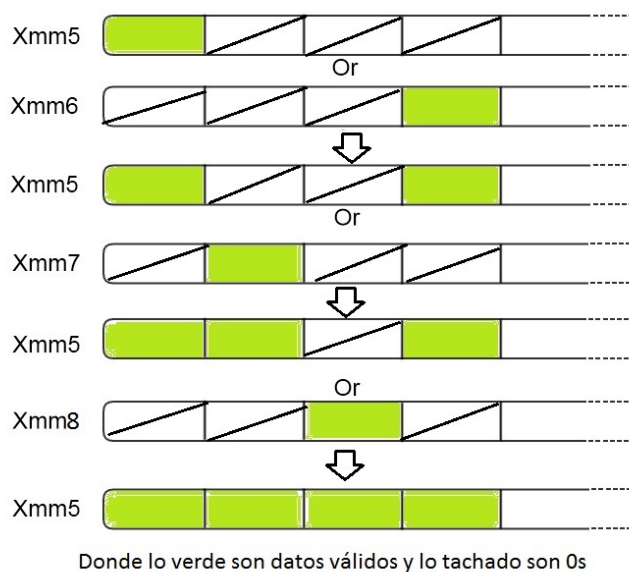 Xmm5
Or
Xmm6
Xmm5
Or
Xmm7
Xmm5
Or
Xmm8
Xmm5
Donde lo verde son datos válidos y lo tachado son 0s